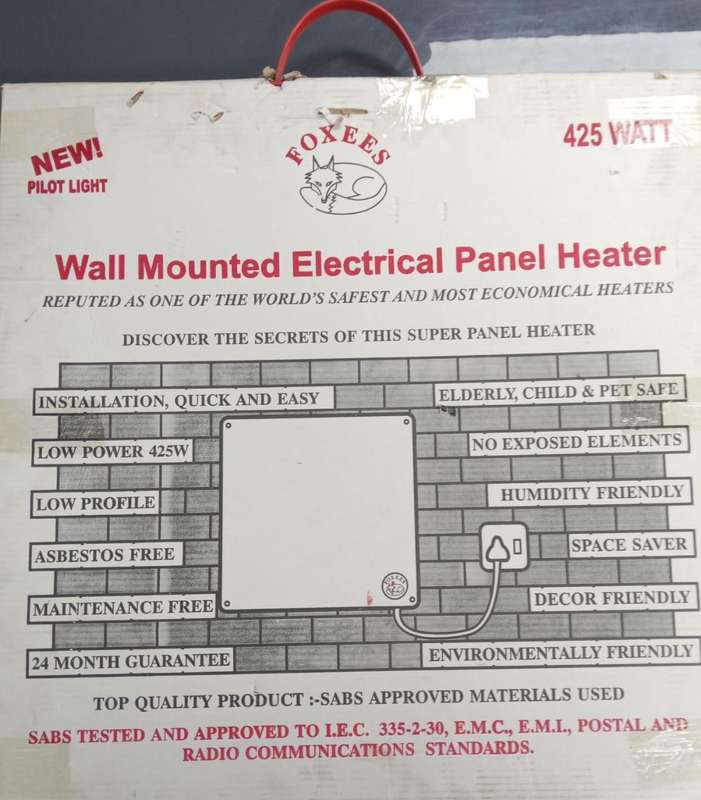 NEW!
PILOT LIGHT
FOXEES
425 WATT
Wall Mounted Electrical Panel Heater
REPUTED AS ONE OF THE WORLD'S SAFEST AND MOST ECONOMICAL HEATERS
DISCOVER THE SECRETS OF THIS SUPER PANEL HEATER
INSTALLATION, QUICK AND EASY
ELDERLY, CHILD & PET SAFE
LOW POWER 425W
NO EXPOSED ELEMENTS
LOW PROFILE
HUMIDITY FRIENDLY
ASBESTOS FREE
SPACE SAVER
FOXEES
MAINTENANCE FREE
DECOR FRIENDLY
24 MONTH GUARANTEE
ENVIRONMENTALLY FRIENDLY
TOP QUALITY PRODUCT :-SABS APPROVED MATERIALS USED
SABS TESTED AND APPROVED TO I.E.C. 335-2-30, E.M.C., E.M.I., POSTAL AND
RADIO COMMUNICATIONS STANDARDS.